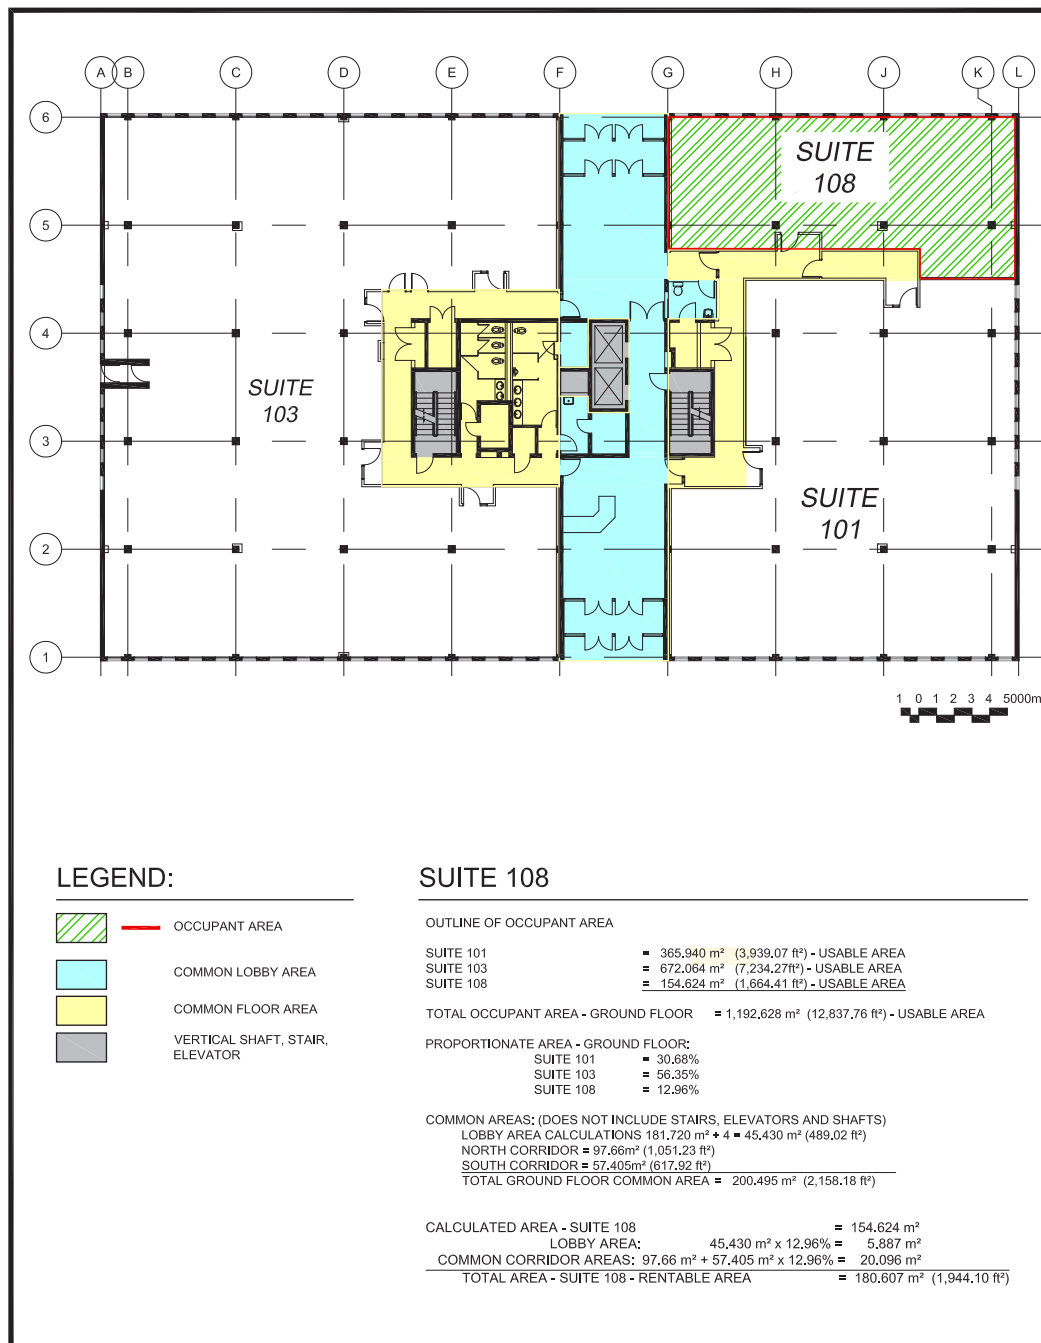 A B C D E F G H J K L
6
5
4
3
2
1
SUITE
108
SUITE
103
SUITE
101
1 0 1 2 3 4 5000m
LEGEND:
OCCUPANT AREA
COMMON LOBBY AREA
COMMON FLOOR AREA
VERTICAL SHAFT, STAIR,
ELEVATOR
SUITE 108
OUTLINE OF OCCUPANT AREA
SUITE 101 = 365.940 m² (3,939.07 ft²) - USABLE AREA
SUITE 103 = 672.064 m² (7,234.27ft²) - USABLE AREA
SUITE 108 = 154.624 m² (1,664.41 ft²) - USABLE AREA
TOTAL OCCUPANT AREA - GROUND FLOOR = 1,192.628 m² (12,837.76 ft²) - USABLE AREA
PROPORTIONATE AREA - GROUND FLOOR:
SUITE 101 = 30.68%
SUITE 103 = 56.35%
SUITE 108 = 12.96%
COMMON AREAS: (DOES NOT INCLUDE STAIRS, ELEVATORS AND SHAFTS)
LOBBY AREA CALCULATIONS 181.720 m² ÷ 4 = 45.430 m² (489.02 ft²)
NORTH CORRIDOR = 97.66m² (1,051.23 ft²)
SOUTH CORRIDOR = 57.405m² (617.92 ft²)
TOTAL GROUND FLOOR COMMON AREA = 200.495 m² (2,158.18 ft²)
CALCULATED AREA - SUITE 108 = 154.624 m²
LOBBY AREA: 45.430 m² x 12.96% = 5.887 m²
COMMON CORRIDOR AREAS: 97.66 m² + 57.405 m² x 12.96% = 20.096 m²
TOTAL AREA - SUITE 108 - RENTABLE AREA = 180.607 m² (1,944.10 ft²)